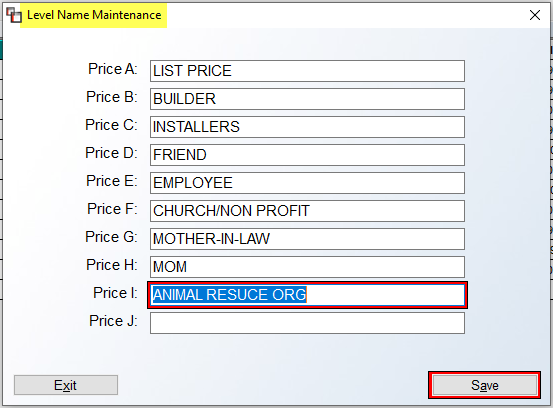 Level Name Maintenance
Price A: LIST PRICE
Price B: BUILDER
Price C: INSTALLERS
Price D: FRIEND
Price E: EMPLOYEE
Price F: CHURCH/NON PROFIT
Price G: MOTHER-IN-LAW
Price H: MOM
Price I: ANIMAL RESUCE ORG
Price J:
Exit Save